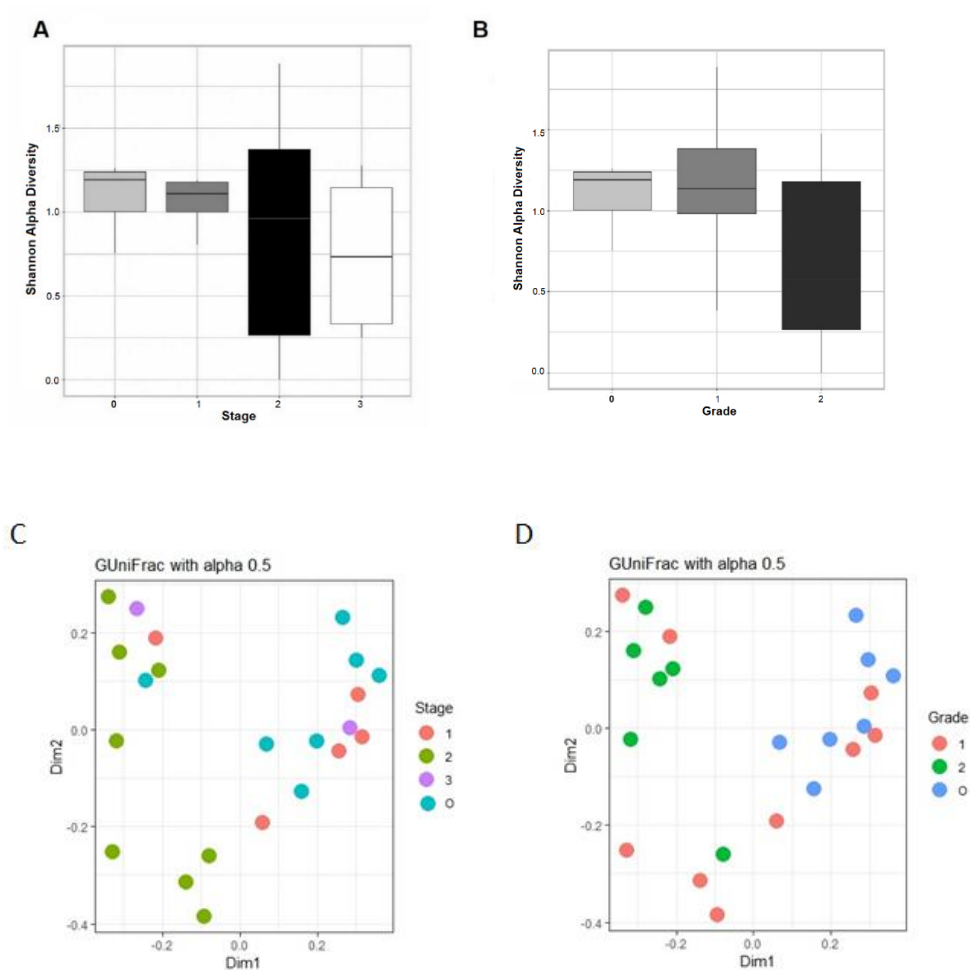 A
Shannon Alpha Diversity
1.5
1.0
0.5
0.0
0 1 2 3
Stage
B
Shannon Alpha Diversity
1.5
1.0
0.5
0.0
0 1 2
Grade
C
GUniFrac with alpha 0.5
Dim2
0.2
0.0
-0.2
-0.4
-0.2 0.0 0.2
Dim1
Stage
1
2
3
O
D
GUniFrac with alpha 0.5
Dim2
0.2
0.0
-0.2
-0.4
-0.2 0.0 0.2
Dim1
Grade
1
2
O